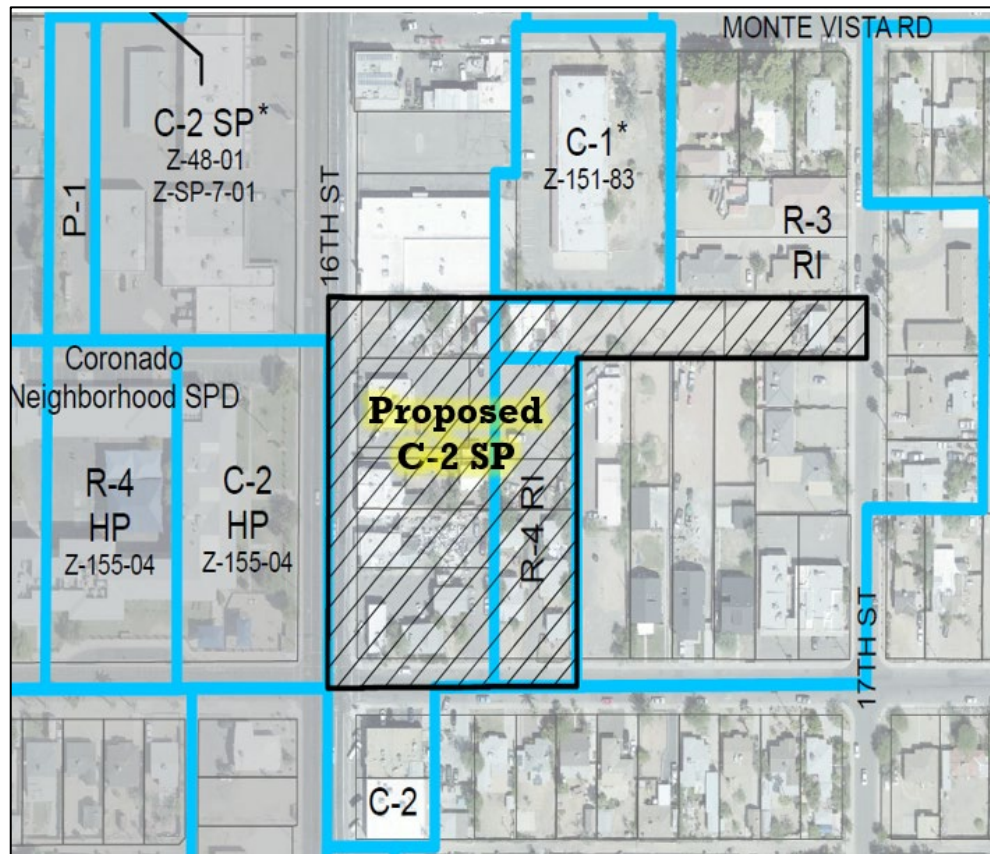 MONTE VISTA RD
C-2 SP*
Z-48-01
Z-SP-7-01
P-1
16TH ST
C-1*
Z-151-83
R-3
RI
Coronado
Neighborhood SPD
Proposed
C-2 SP
R-4
HP
Z-155-04
C-2
HP
Z-155-04
R-4 RI
17TH ST
C-2